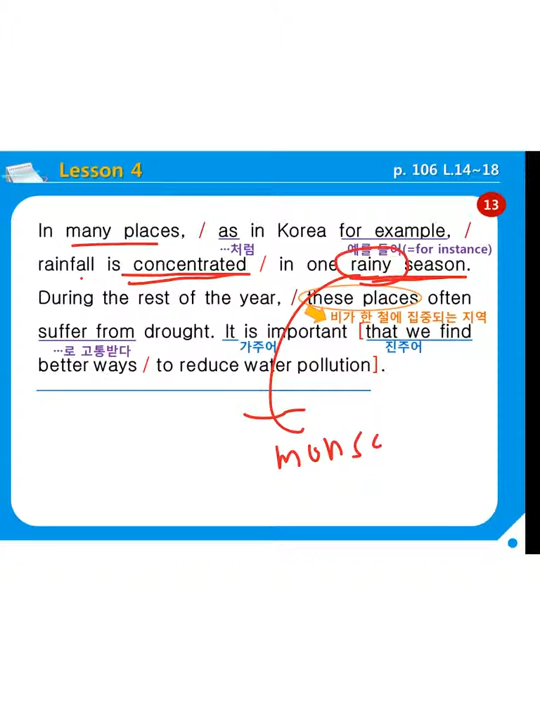 Lesson 4
p. 106 L.14~18
13
In many places, / as in Korea for example, /
…처럼 예를 들어(=for instance)
rainfall is concentrated / in one rainy season.
During the rest of the year, / these places often
비가 한 철에 집중되는 지역
suffer from drought. It is important [that we find
…로 고통받다 가주어 진주어
better ways / to reduce water pollution].
monsc